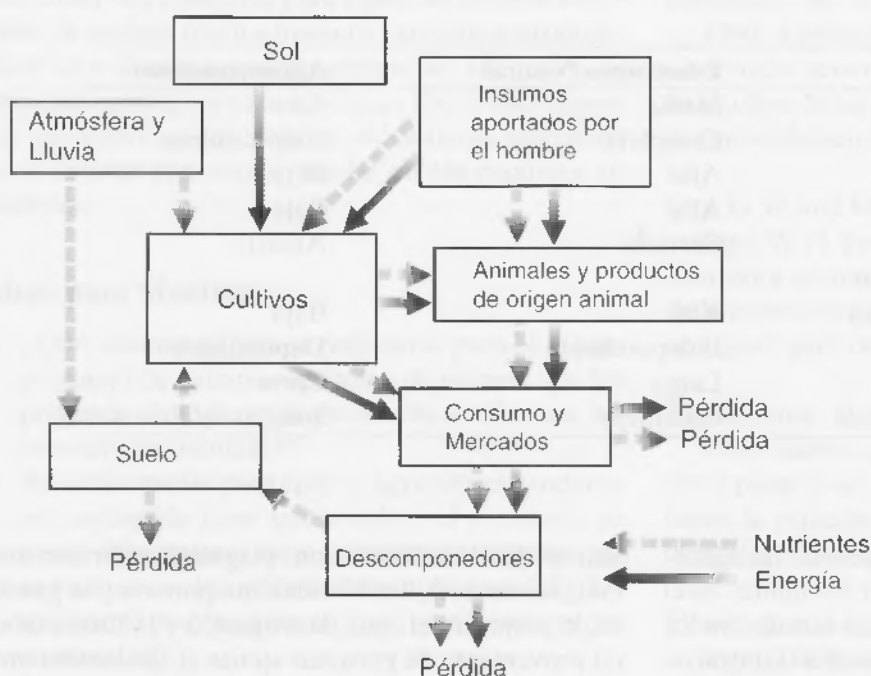 Sol
Insumos
aportados por
el hombre
Atmósfera y
Lluvia
Cultivos
Animales y productos
de origen animal
Consumo y
Mercados
Pérdida
Pérdida
Suelo
Pérdida
Descomponedores
Nutrientes
Energía
Pérdida